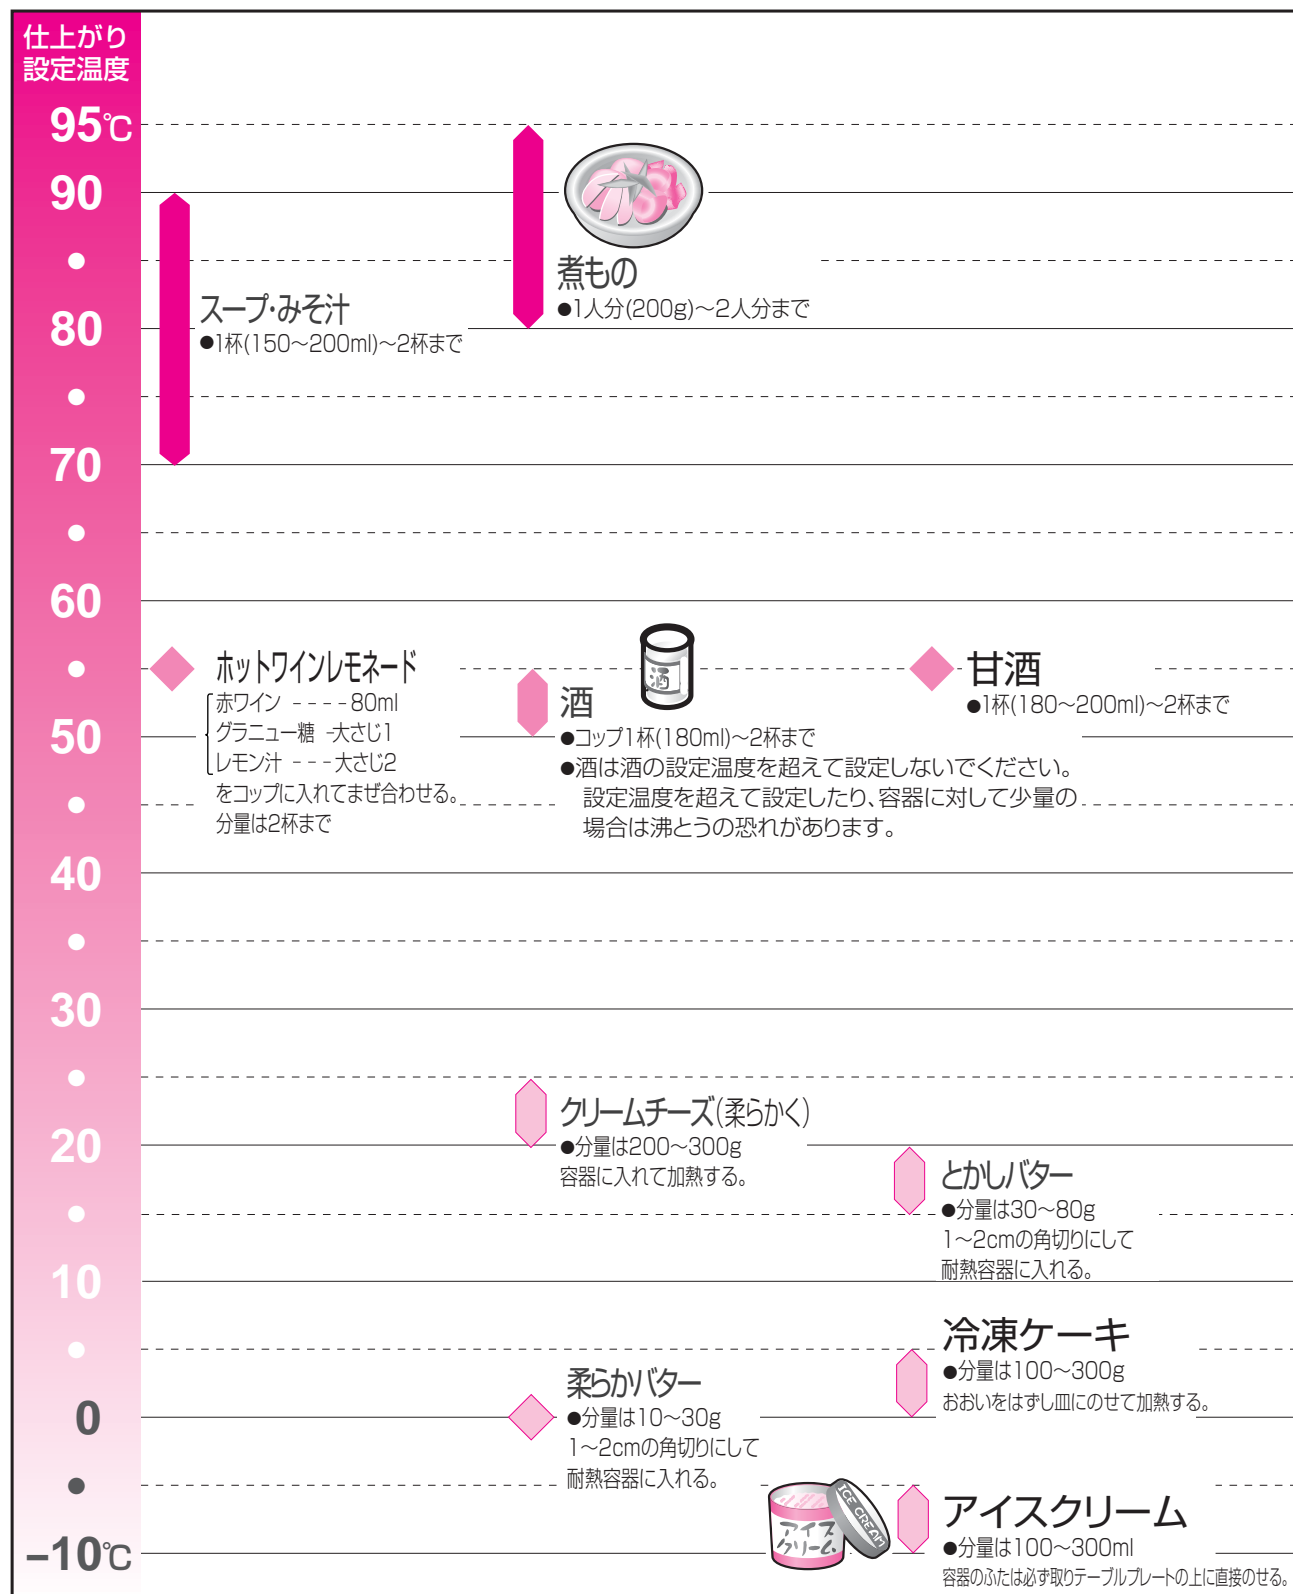 仕上がり
設定温度
95℃
90
80
70
60
50
40
30
20
10
0
−10℃
煮もの
●1人分(200g)～2人分まで
スープ・みそ汁
●1杯(150～200ml)～2杯まで
ホットワインレモネード
赤ワイン ----80ml
グラニュー糖 -大さじ1
レモン汁 ---大さじ2
をコップに入れてまぜ合わせる。
分量は2杯まで
酒
酒
●コップ1杯(180ml)～2杯まで
●酒は酒の設定温度を超えて設定しないでください。
設定温度を超えて設定したり、容器に対して少量の
場合は沸とうの恐れがあります。
甘酒
●1杯(180～200ml)～2杯まで
クリームチーズ(柔らかく)
●分量は200～300g
容器に入れて加熱する。
とかしバター
●分量は30～80g
1～2cmの角切りにして
耐熱容器に入れる。
冷凍ケーキ
●分量は100～300g
おおいをはずし皿にのせて加熱する。
柔らかバター
●分量は10～30g
1～2cmの角切りにして
耐熱容器に入れる。
ICE CREAM
アイス
クリーム
アイスクリーム
●分量は100～300ml
容器のふたは必ず取りテーブルプレートの上に直接のせる。